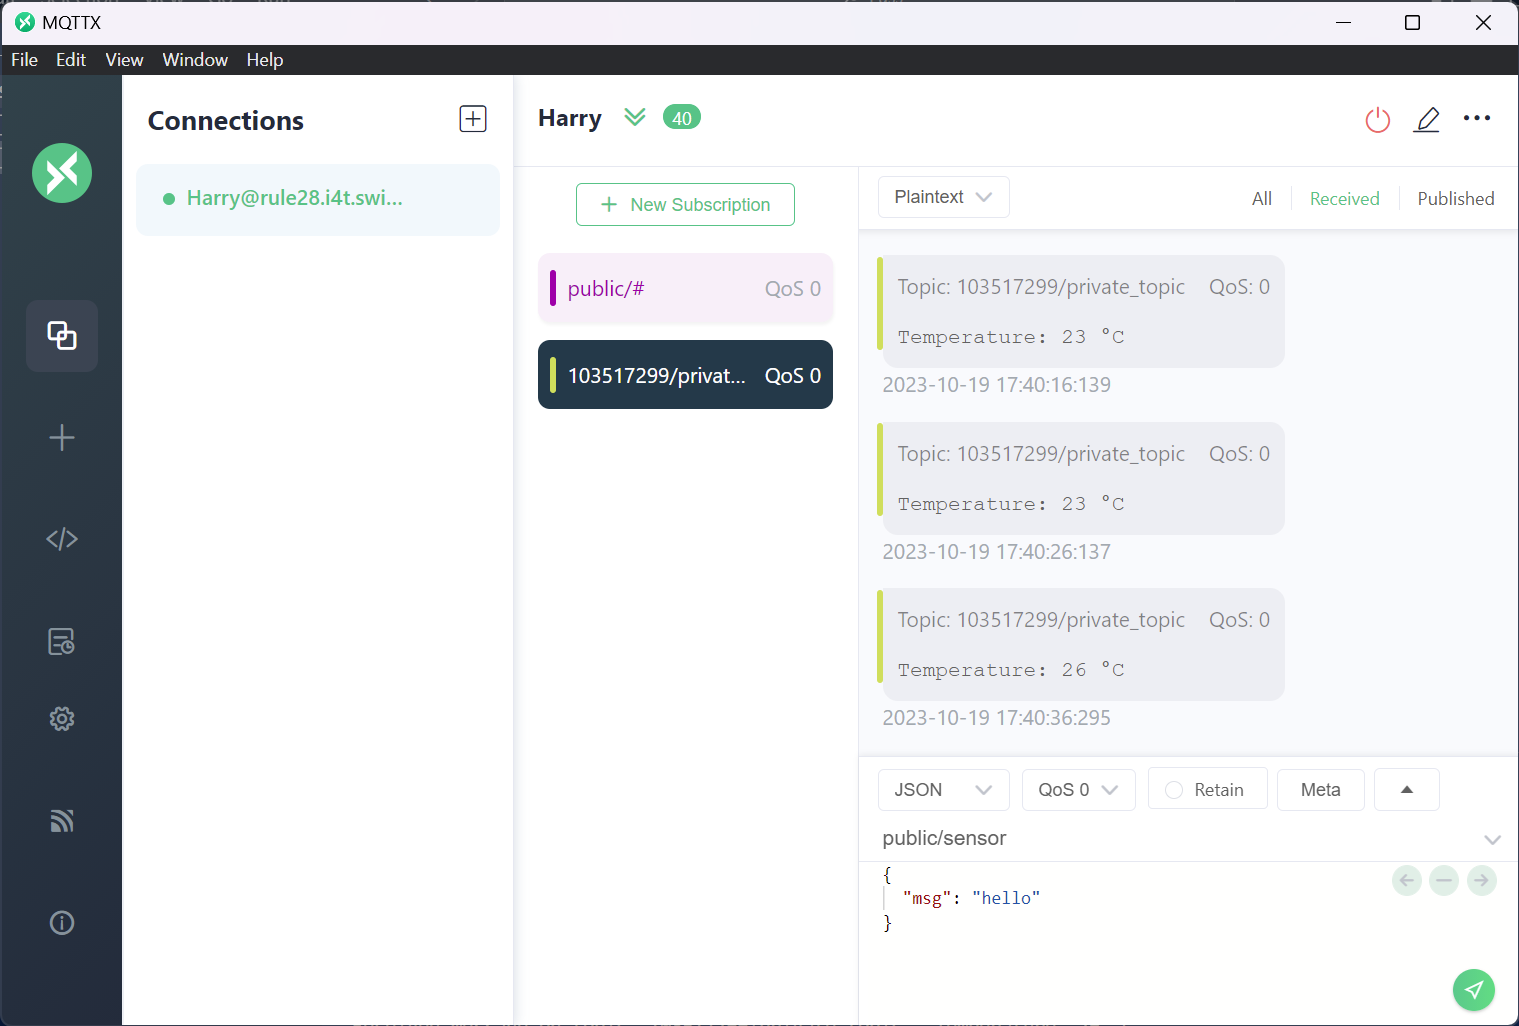 MQTTX
File Edit View Window Help
Connections
Harry@rule28.i4t.swi...
Harry 40
New Subscription
public/# QoS 0
103517299/privat... QoS 0
Plaintext All Received Published
Topic: 103517299/private_topic QoS: 0
Temperature: 23 °C
2023-10-19 17:40:16:139
Topic: 103517299/private_topic QoS: 0
Temperature: 23 °C
2023-10-19 17:40:26:137
Topic: 103517299/private_topic QoS: 0
Temperature: 26 °C
2023-10-19 17:40:36:295
JSON QoS 0 Retain Meta
public/sensor
{
"msg": "hello"
}